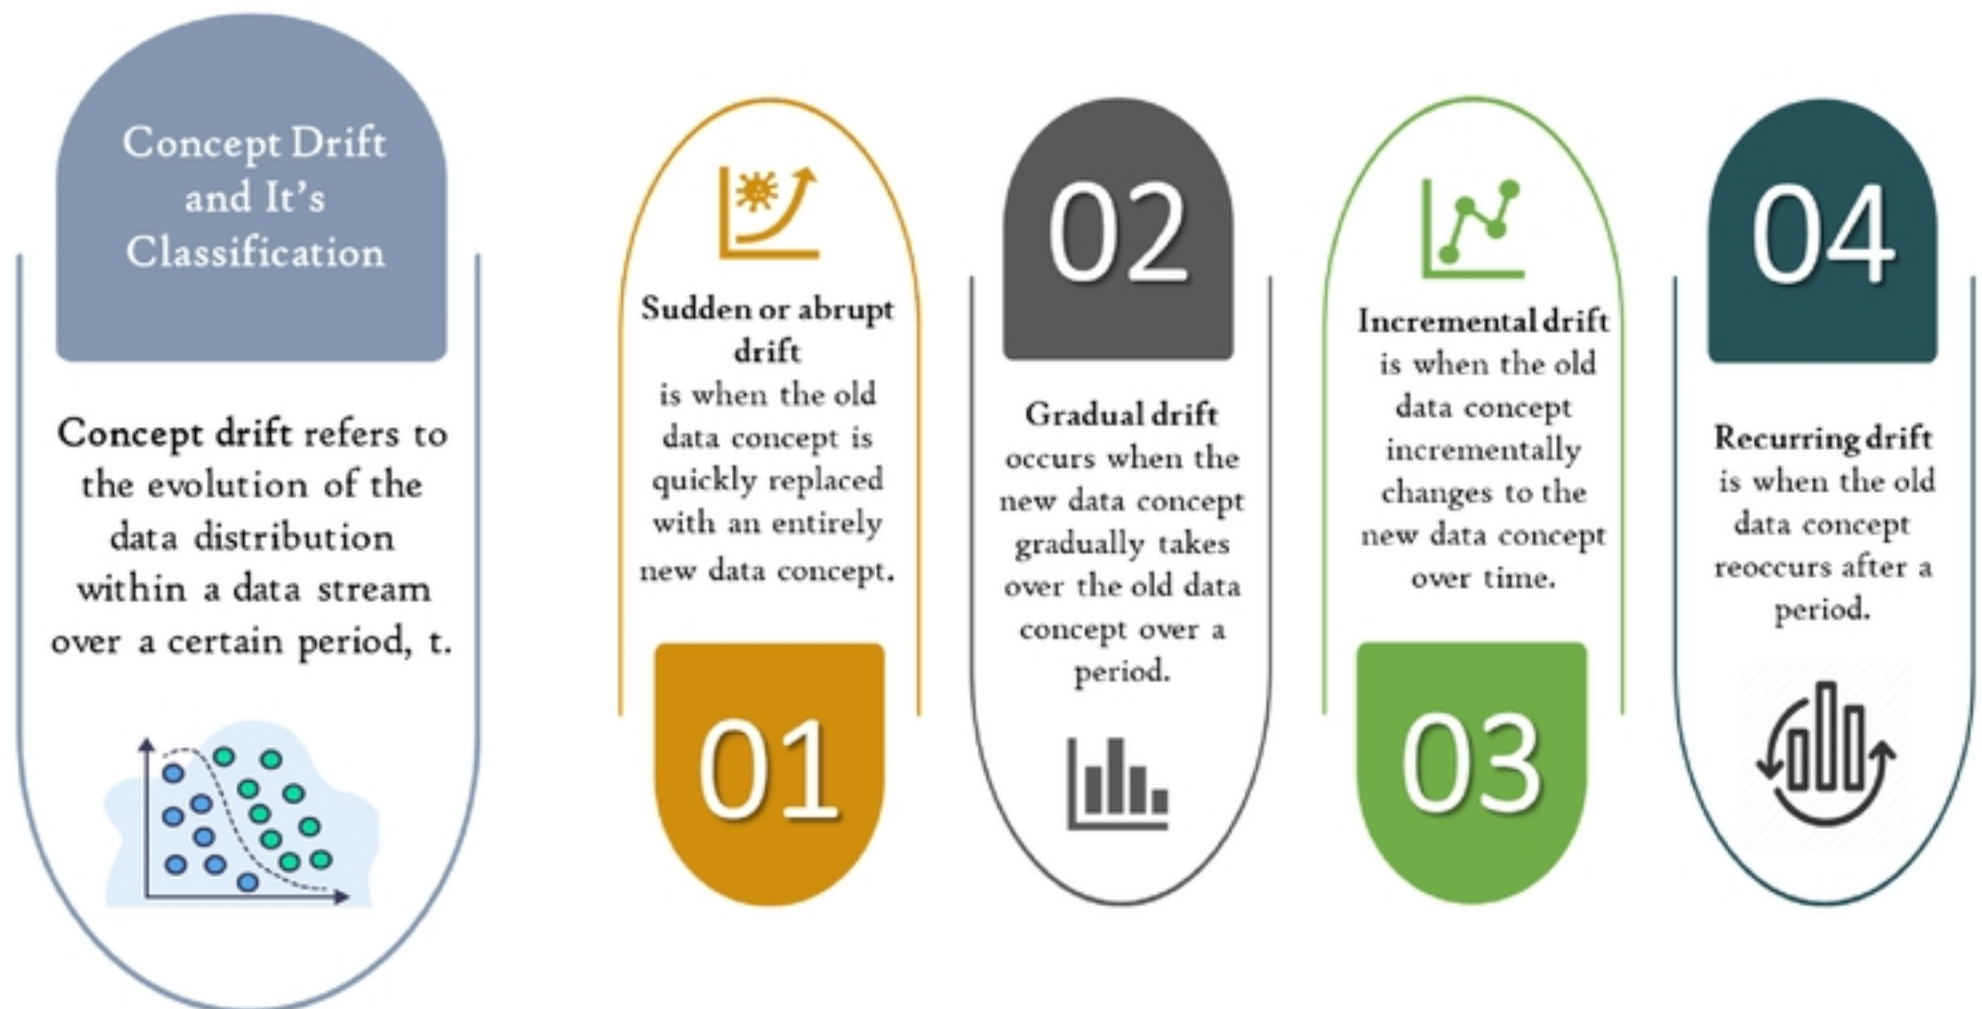 Concept Drift
and It’s
Classification
Concept drift refers to
the evolution of the
data distribution
within a data stream
over a certain period, t.
Sudden or abrupt
drift
is when the old
data concept is
quickly replaced
with an entirely
new data concept.
01
02
Gradual drift
occurs when the
new data concept
gradually takes
over the old data
concept over a
period.
Incremental drift
is when the old
data concept
incrementally
changes to the
new data concept
over time.
03
04
Recurring drift
is when the old
data concept
reoccurs after a
period.